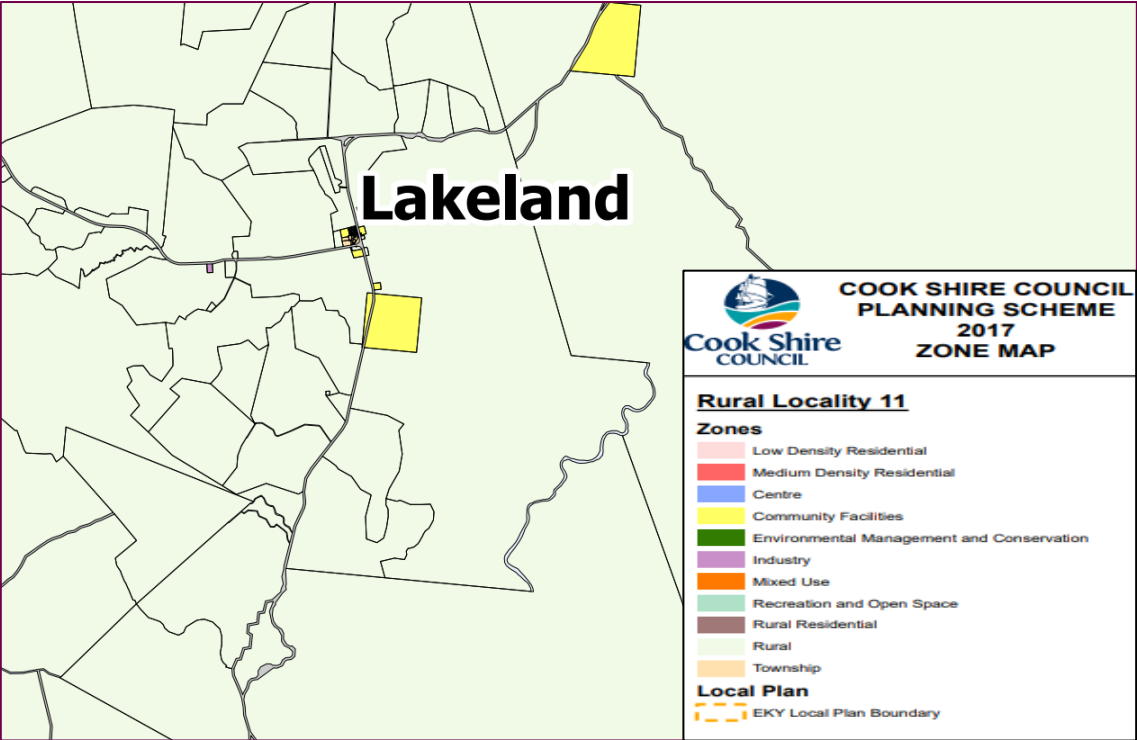 Lakeland
COOK SHIRE COUNCIL
PLANNING SCHEME
2017
ZONE MAP
Cook Shire
COUNCIL
Rural Locality 11
Zones
Low Density Residential
Medium Density Residential
Centre
Community Facilities
Environmental Management and Conservation
Industry
Mixed Use
Recreation and Open Space
Rural Residential
Rural
Township
Local Plan
EKY Local Plan Boundary